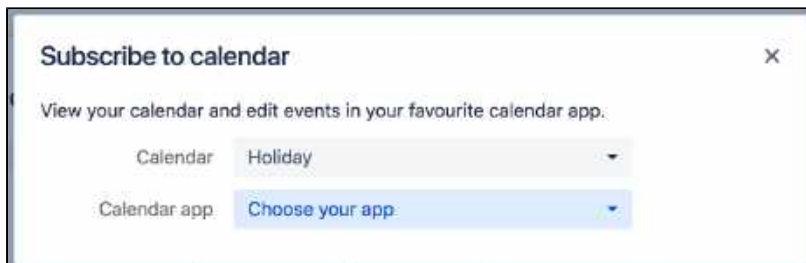 Subscribe to calendar
View your calendar and edit events in your favourite calendar app.
Calendar Holiday
Calendar app Choose your app